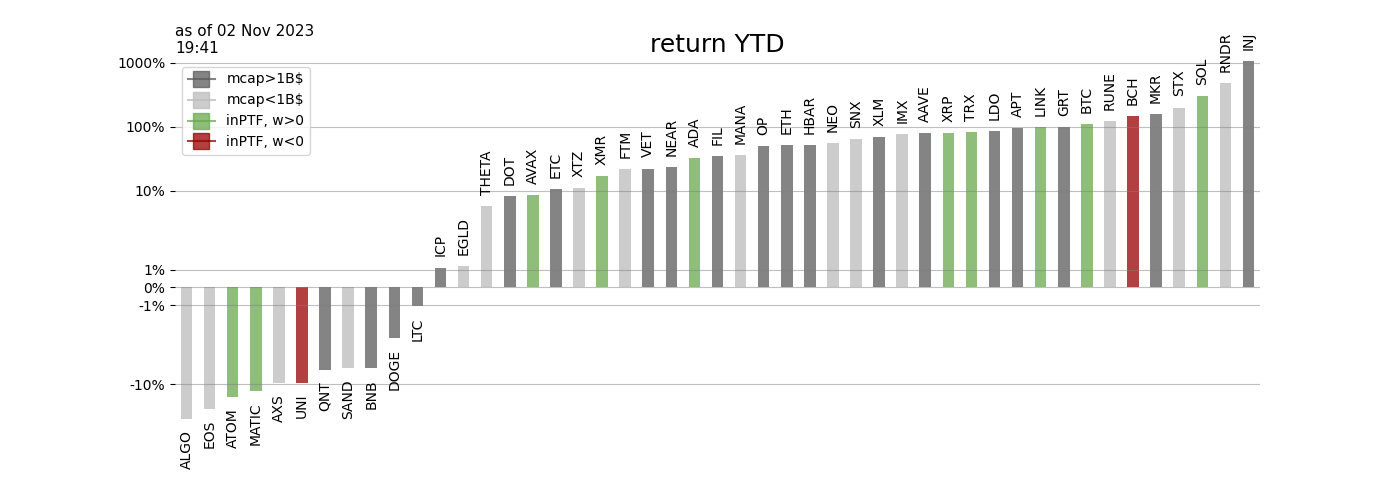 as of 02 Nov 2023
19:41
return YTD
mcap>1B$
mcap<1B$
inPTF, w>0
inPTF, w<0
1000%
100%
10%
1%
0%
-1%
-10%
ALGO
EOS
ATOM
MATIC
AXS
UNI
QNT
SAND
BNB
DOGE
LTC
ICP
EGLD
THETA
DOT
AVAX
ETC
XTZ
XMR
FTM
VET
NEAR
ADA
FIL
MANA
OP
ETH
HBAR
NEO
SNX
XLM
IMX
AAVE
XRP
TRX
LDO
APT
LINK
GRT
BTC
RUNE
BCH
MKR
STX
SOL
RNDR
INJ